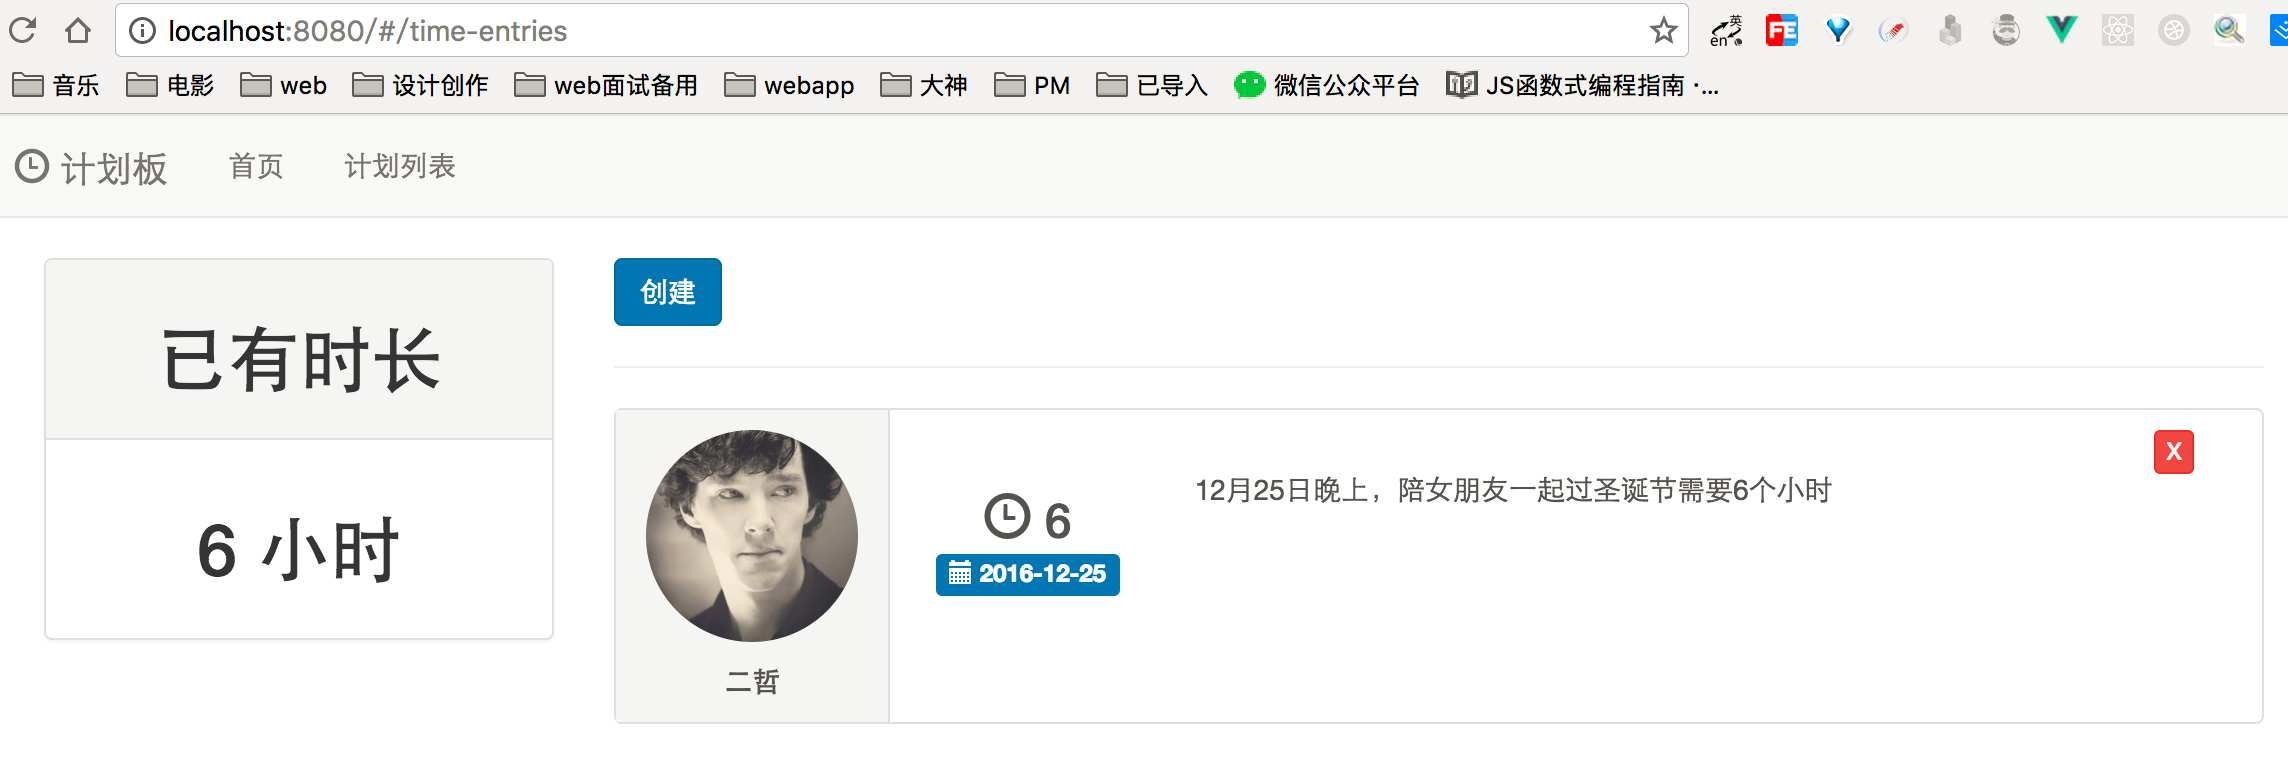 localhost:8080/#/time-entries
英
en
FE
音乐 电影 web 设计创作 web面试备用 webapp 大神 PM 已导入 微信公众平台 JS函数式编程指南 ·...
计划板 首页 计划列表
创建
已有时长
6 小时
X
12月25日晚上，陪女朋友一起过圣诞节需要6个小时
6
2016-12-25
二哲